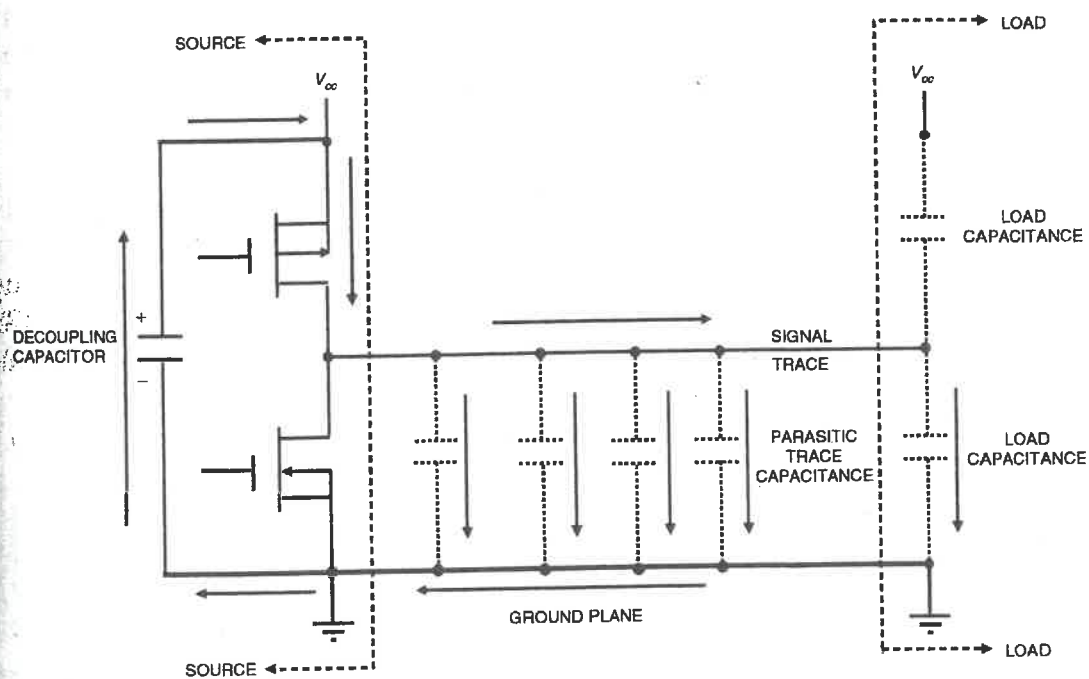 SOURCE
LOAD
Vcc
Vcc
LOAD
CAPACITANCE
+
DECOUPLING
CAPACITOR
−
SIGNAL
TRACE
PARASITIC
TRACE
CAPACITANCE
LOAD
CAPACITANCE
GROUND PLANE
SOURCE
LOAD